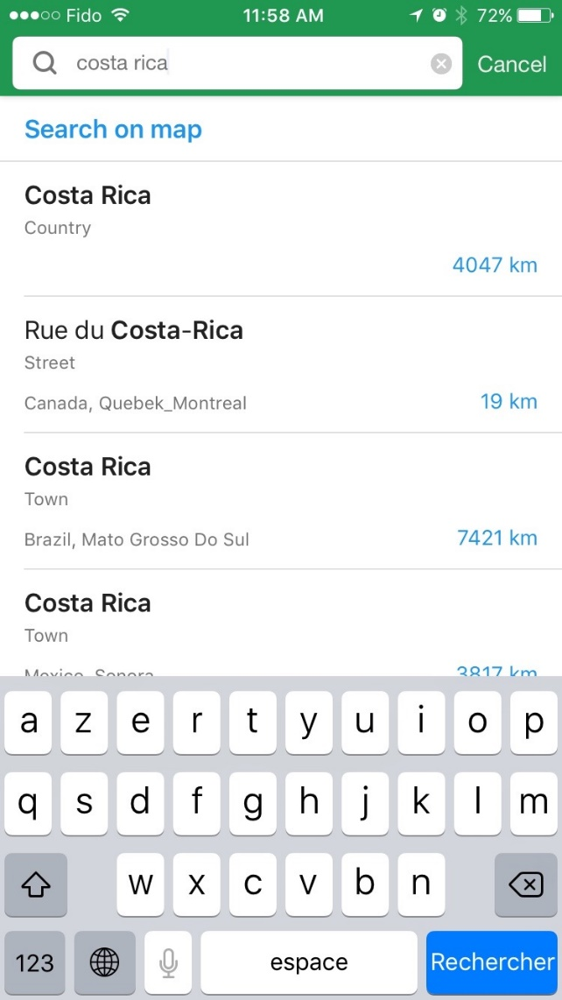 Fido 11:58 AM 72%
costa rica Cancel
Search on map
Costa Rica
Country
4047 km
Rue du Costa-Rica
Street
Canada, Quebek_Montreal 19 km
Costa Rica
Town
Brazil, Mato Grosso Do Sul 7421 km
Costa Rica
Town
Mexico, Sonora 3817 km
a z e r t y u i o p
q s d f g h j k l m
w x c v b n
123 espace Rechercher